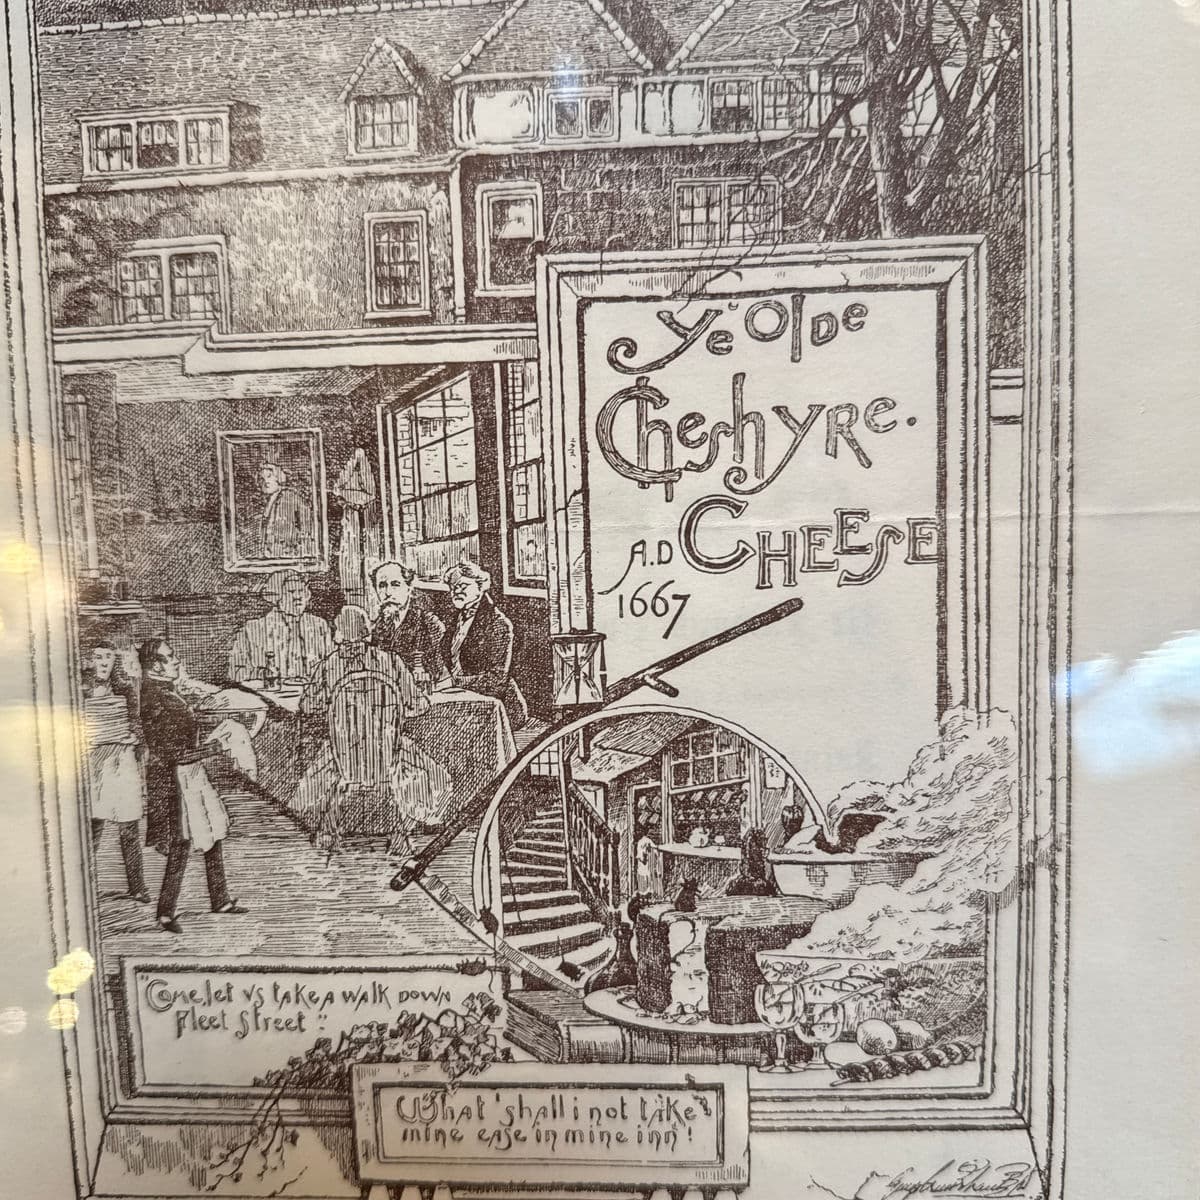 Ye Olde
Cheshyre.
CHEESE
A.D
1667
"Come, let vs take a walk down
Fleet Street"
What 'shall i not take
mine ease in mine inn'!